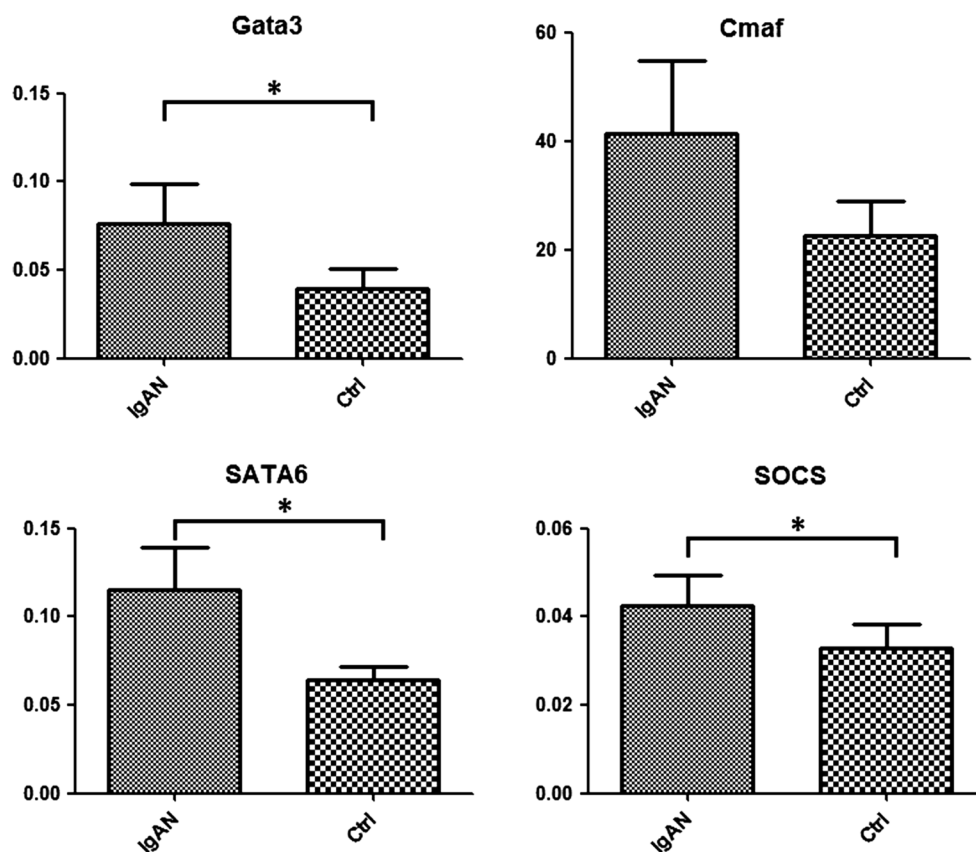 Gata3
0.15
*
0.10
0.05
0.00
IgAN
Ctrl
Cmaf
60
40
20
0
IgAN
Ctrl
SATA6
0.15
*
0.10
0.05
0.00
IgAN
Ctrl
SOCS
0.06
*
0.04
0.02
0.00
IgAN
Ctrl